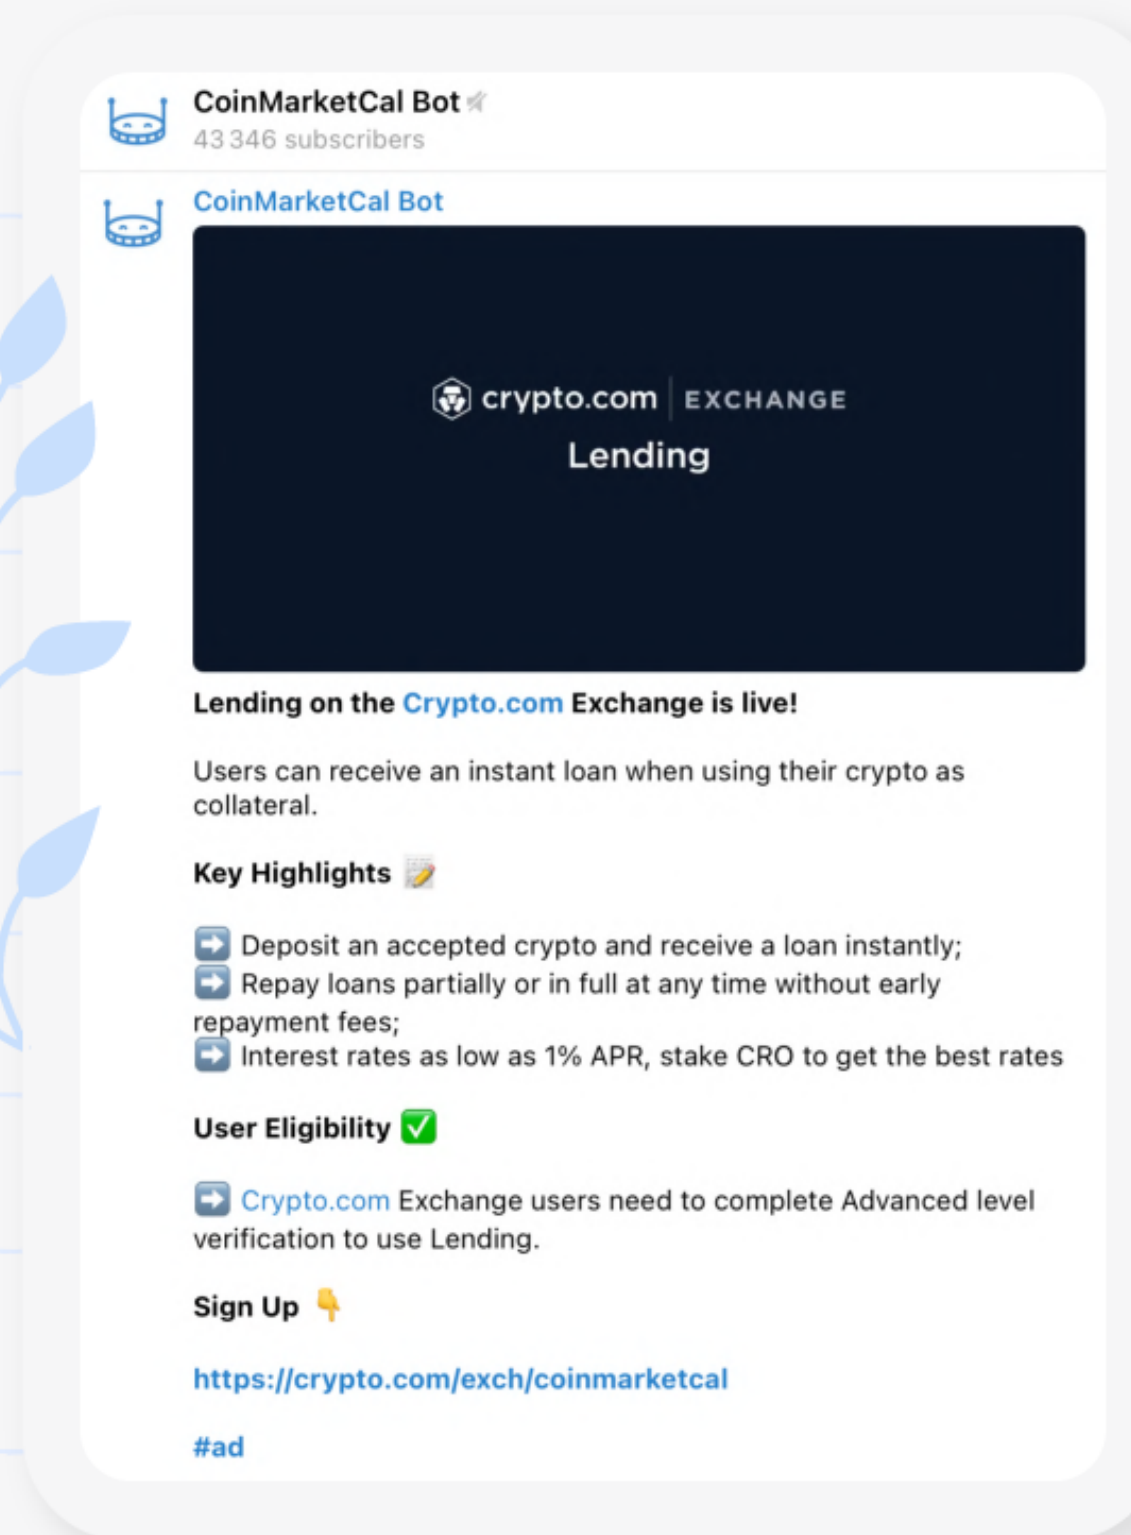 CoinMarketCal Bot
43 346 subscribers
CoinMarketCal Bot
crypto.com | EXCHANGE
Lending
Lending on the Crypto.com Exchange is live!
Users can receive an instant loan when using their crypto as
collateral.
Key Highlights 📝
➡️ Deposit an accepted crypto and receive a loan instantly;
➡️ Repay loans partially or in full at any time without early
repayment fees;
➡️ Interest rates as low as 1% APR, stake CRO to get the best rates
User Eligibility ✅
➡️ Crypto.com Exchange users need to complete Advanced level
verification to use Lending.
Sign Up 👇
https://crypto.com/exch/coinmarketcal
#ad